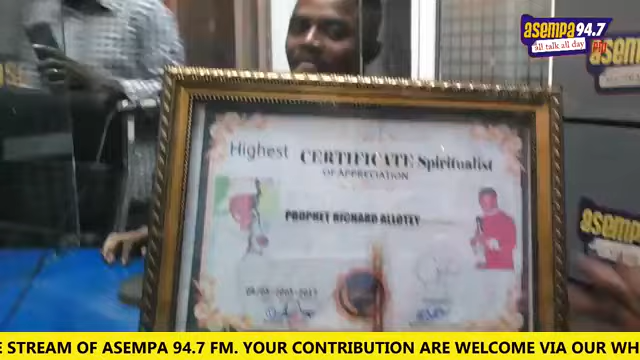 asempa 94.7 fm
all talk all day
Highest CERTIFICATE Spiritualist
OF APPRECIATION
PROPHET RICHARD ALLOTEY
asempa
asempa
E STREAM OF ASEMPA 94.7 FM. YOUR CONTRIBUTION ARE WELCOME VIA OUR WH